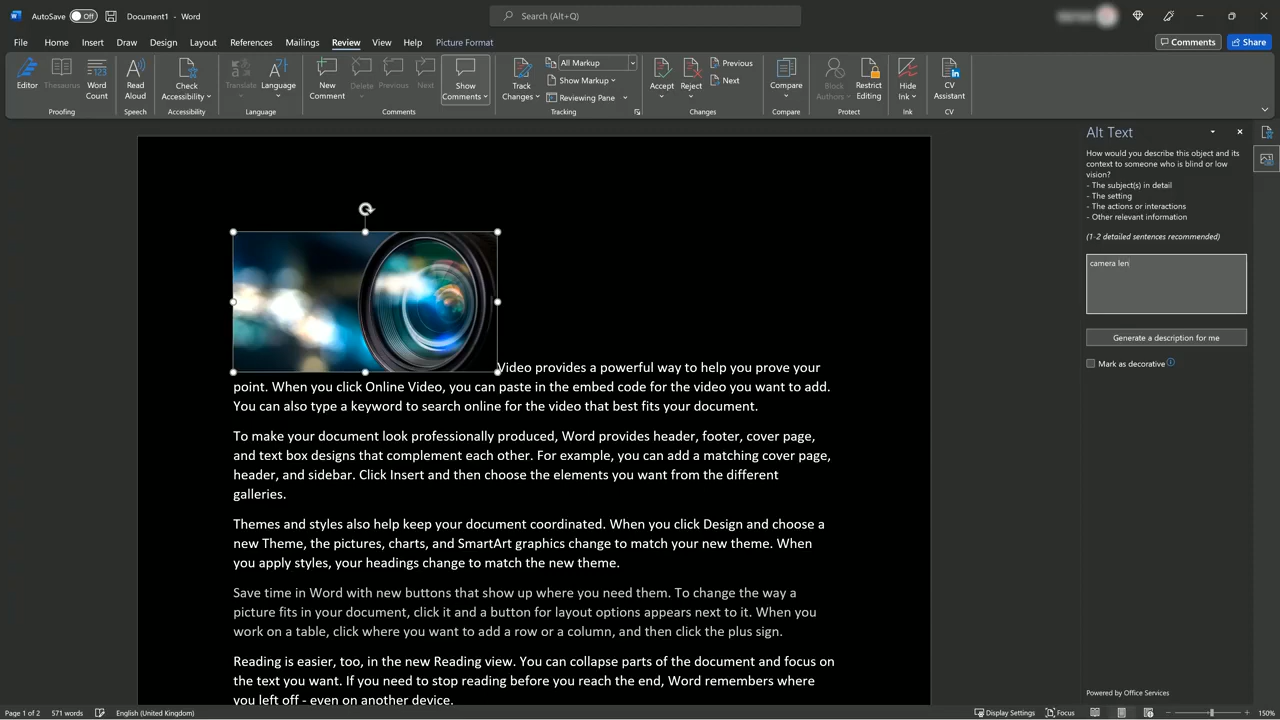 AutoSave Off Document1 - Word Search (Alt+Q)
File Home Insert Draw Design Layout References Mailings Review View Help Picture Format Comments Share
Editor Thesaurus Word Count Read Aloud Check Accessibility Translate Language New Comment Delete Previous Next Show Comments Track Changes All Markup Show Markup Reviewing Pane Accept Reject Previous Next Compare Block Authors Restrict Editing Hide Ink CV Assistant
Proofing Speech Accessibility Language Comments Tracking Changes Compare Protect Ink CV
Alt Text
How would you describe this object and its
context to someone who is blind or low
vision?
- The subject(s) in detail
- The setting
- The actions or interactions
- Other relevant information
(1-2 detailed sentences recommended)
camera len
Generate a description for me
Mark as decorative
Video provides a powerful way to help you prove your
point. When you click Online Video, you can paste in the embed code for the video you want to add.
You can also type a keyword to search online for the video that best fits your document.
To make your document look professionally produced, Word provides header, footer, cover page,
and text box designs that complement each other. For example, you can add a matching cover page,
header, and sidebar. Click Insert and then choose the elements you want from the different
galleries.
Themes and styles also help keep your document coordinated. When you click Design and choose a
new Theme, the pictures, charts, and SmartArt graphics change to match your new theme. When
you apply styles, your headings change to match the new theme.
Save time in Word with new buttons that show up where you need them. To change the way a
picture fits in your document, click it and a button for layout options appears next to it. When you
work on a table, click where you want to add a row or a column, and then click the plus sign.
Reading is easier, too, in the new Reading view. You can collapse parts of the document and focus on
the text you want. If you need to stop reading before you reach the end, Word remembers where
you left off - even on another device.
Powered by Office Services
Page 1 of 2 571 words English (United Kingdom) Display Settings Focus 150%